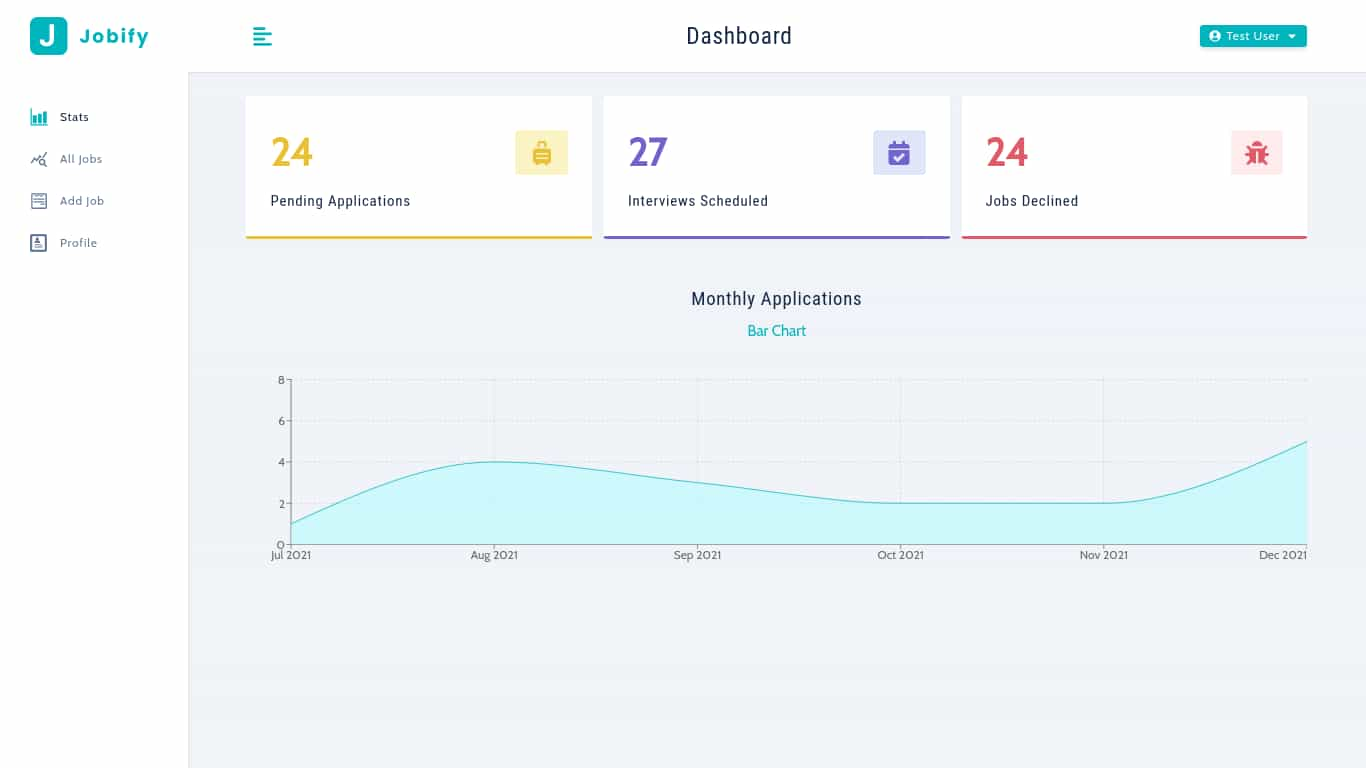 J Jobify
Dashboard
Test User
Stats
All Jobs
Add Job
Profile
24
Pending Applications
27
Interviews Scheduled
24
Jobs Declined
Monthly Applications
Bar Chart
8
6
4
2
0
Jul 2021 Aug 2021 Sep 2021 Oct 2021 Nov 2021 Dec 2021